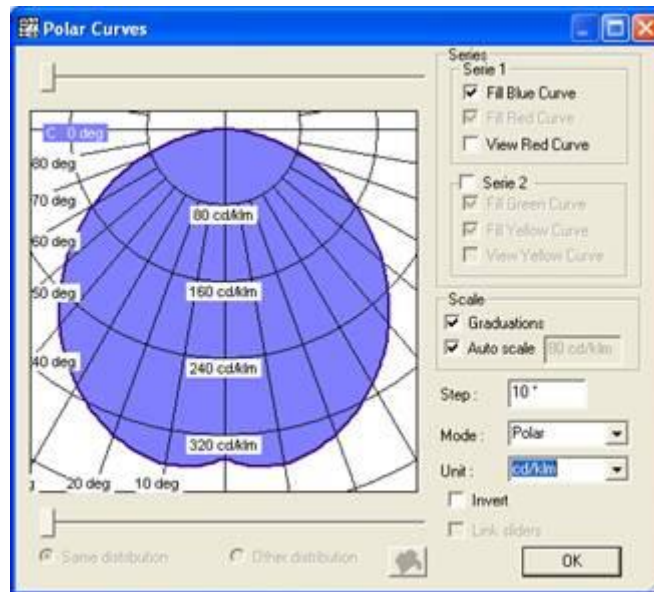 Polar Curves
C 0 deg
80 deg
70 deg
60 deg
50 deg
40 deg
20 deg
10 deg
80 cd/klm
160 cd/klm
240 cd/klm
320 cd/klm
Same distribution
Other distribution
Series
Serie 1
Fill Blue Curve
Fill Red Curve
View Red Curve
Serie 2
Fill Green Curve
Fill Yellow Curve
View Yellow Curve
Scale
Graduations
Auto scale 80 cd/klm
Step : 10 °
Mode : Polar
Unit : cd/klm
Invert
Link sliders
OK